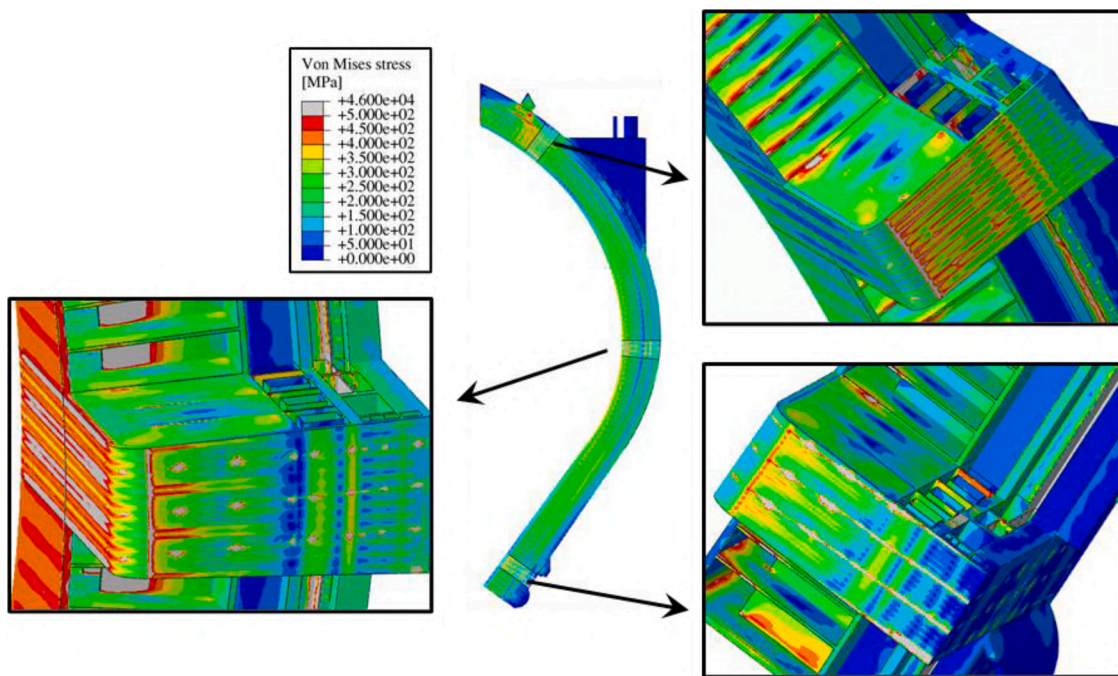 Von Mises stress
[MPa]
+4.600e+04
+5.000e+02
+4.500e+02
+4.000e+02
+3.500e+02
+3.000e+02
+2.500e+02
+2.000e+02
+1.500e+02
+1.000e+02
+5.000e+01
+0.000e+00